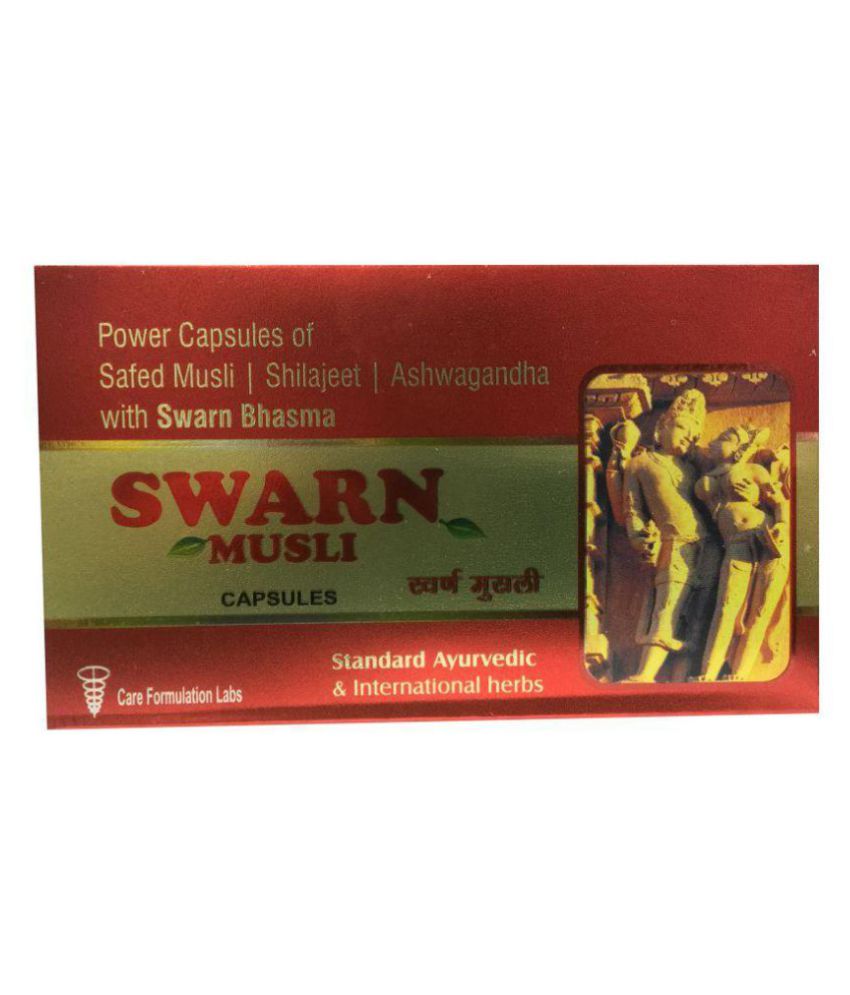 Power Capsules of
Safed Musli | Shilajeet | Ashwagandha
with Swarn Bhasma
SWARN
MUSLI
CAPSULES
स्वर्ण मुसली
Standard Ayurvedic
& International herbs
Care Formulation Labs